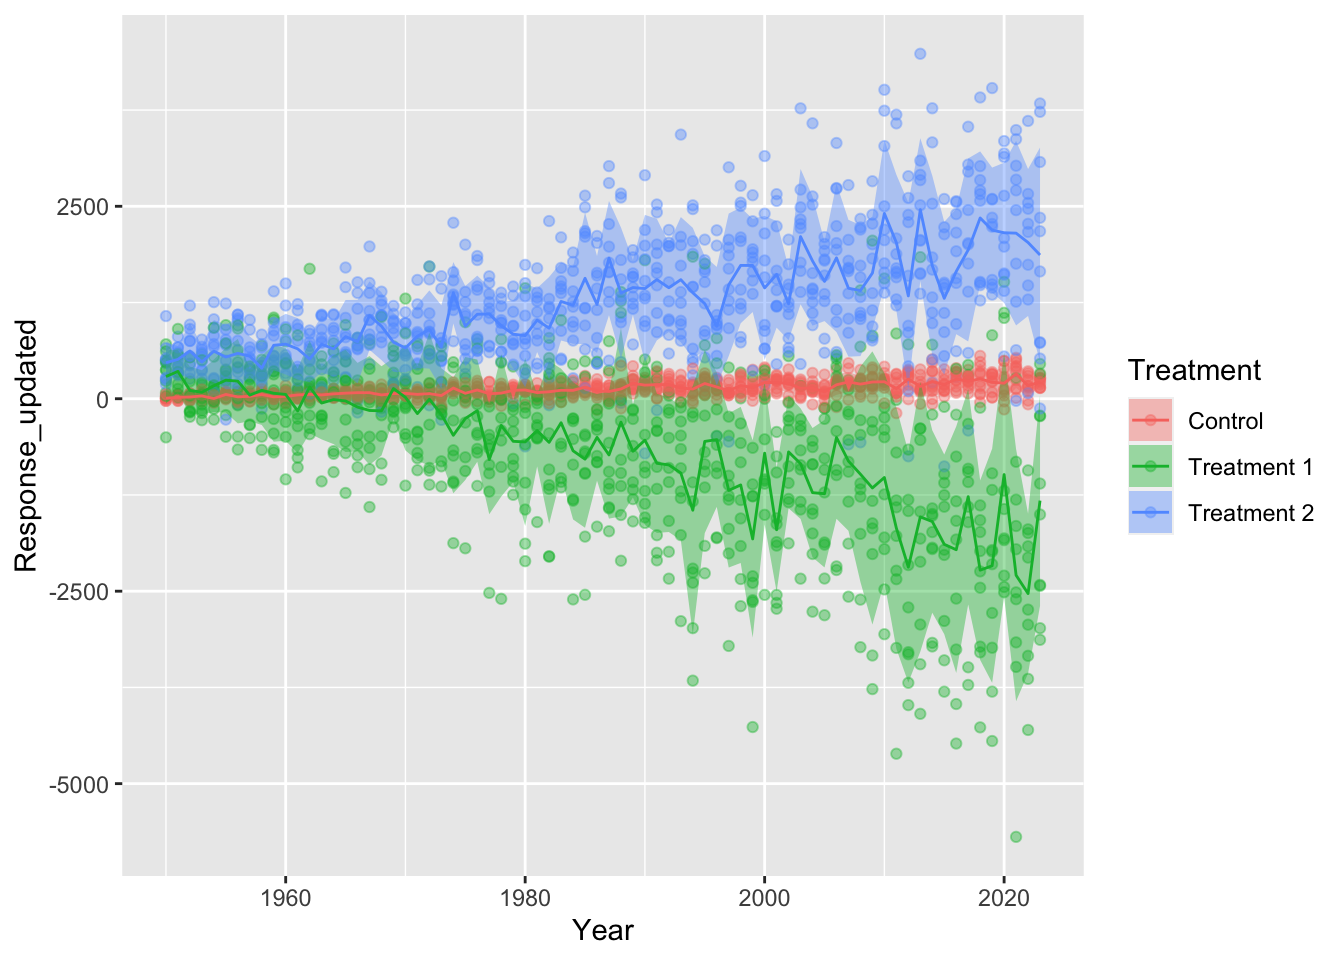 2500
0
-2500
-5000
Response_updated
1960
1980
2000
2020
Year
Treatment
Control
Treatment 1
Treatment 2